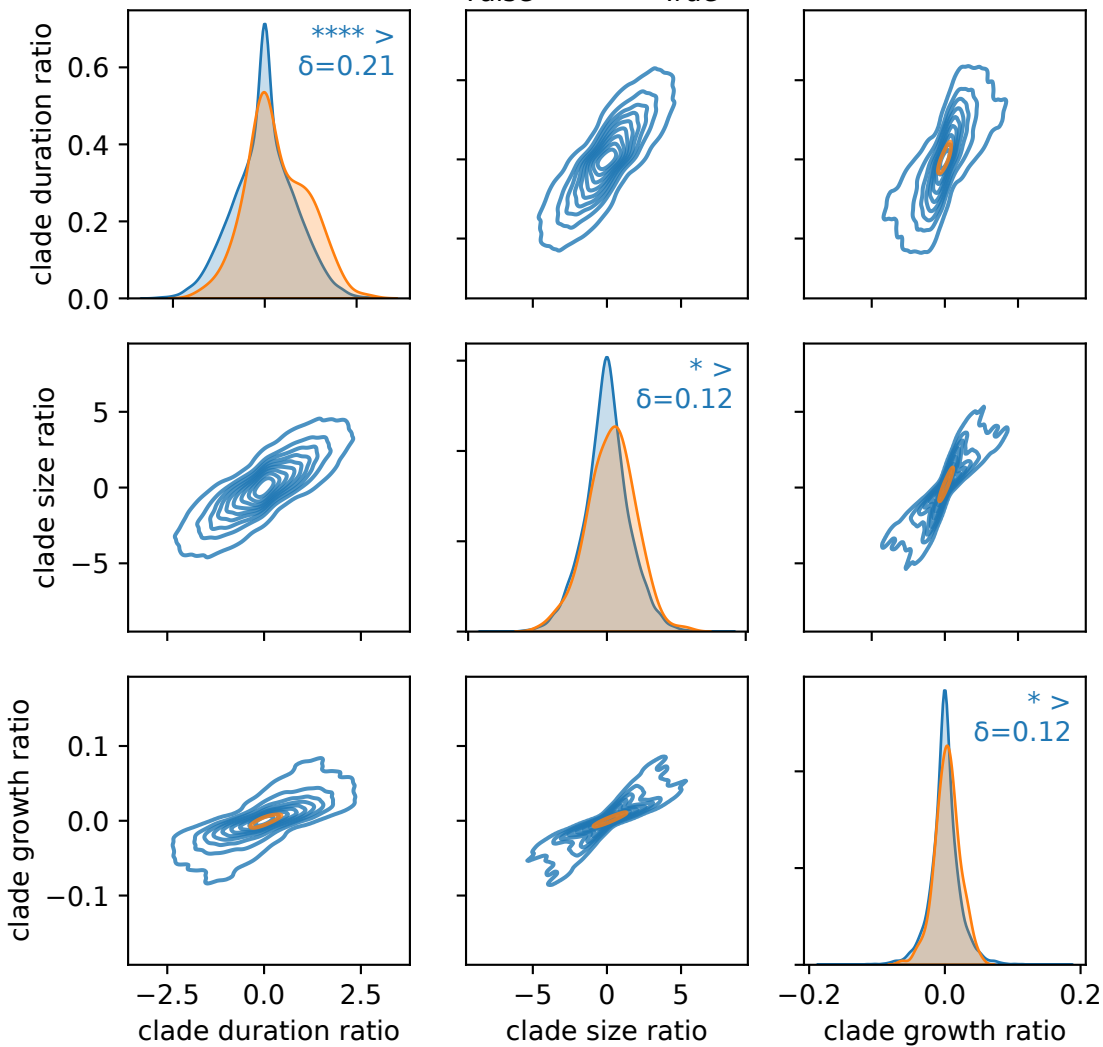 **** >
δ=0.21
clade duration ratio
0.6
0.4
0.2
0.0
* >
δ=0.12
clade size ratio
5
0
−5
* >
δ=0.12
clade growth ratio
0.1
0.0
−0.1
−2.5 0.0 2.5
−5 0 5
−0.2 0.0 0.2
clade duration ratio
clade size ratio
clade growth ratio